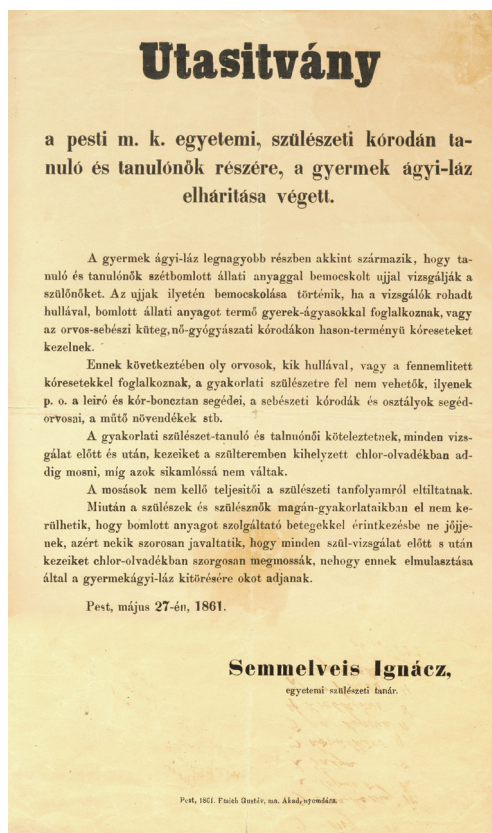 Utasitvány
a pesti m. k. egyetemi, szülészeti kórodán ta-
nuló és tanulónők részére, a gyermek ágyi-láz
elháritása végett.
A gyermek ágyi-láz legnagyobb részben akkint származik, hogy ta-
nuló és tanulónők szétbomlott állati anyaggal bemocskolt ujjal vizsgálják a
szülőnőket. Az ujjak ilyetén bemocskolása történik, ha a vizsgálók rohadt
hullával, bomlott állati anyagot termő gyerek-ágyasokkal foglalkoznak, vagy
az orvos-sebészi küteg, nő-gyógyászati kórodákon hason-terményü kóreseteket
kezelnek.
Ennek következtében oly orvosok, kik hullával, vagy a fennemlitett
kóresetekkel foglalkoznak, a gyakorlati szülészetre fel nem vehetők, ilyenek
p. o. a leiró és kór-boncztan segédei, a sebészeti kórodák és osztályok segéd-
orvosai, a műtő növendékek stb.
A gyakorlati szülészet-tanuló és talnuónői köteleztetnek, minden vizs-
gálat előtt és után, kezeiket a szülteremben kihelyzett chlor-olvadékban ad-
dig mosni, míg azok sikamlóssá nem váltak.
A mosások nem kellő teljesitői a szülészeti tanfolyamról eltiltatnak.
Miután a szülészek és szülésznők magán-gyakorlataikban el nem ke-
rülhetik, hogy bomlott anyagot szolgáltató betegekkel érintkezésbe ne jőjje-
nek, azért nekik szorosan javaltatik, hogy minden szül-vizsgálat előtt s után
kezeiket chlor-olvadékban szorgosan megmossák, nehogy ennek elmulasztása
által a gyermekágyi-láz kitörésére okot adjanak.
Pest, május 27-én, 1861.
Semmelveis Ignácz,
egyetemi szülészeti tanár.
Pest, 1861. Emich Gusztáv, m. Akad. nyomdász.